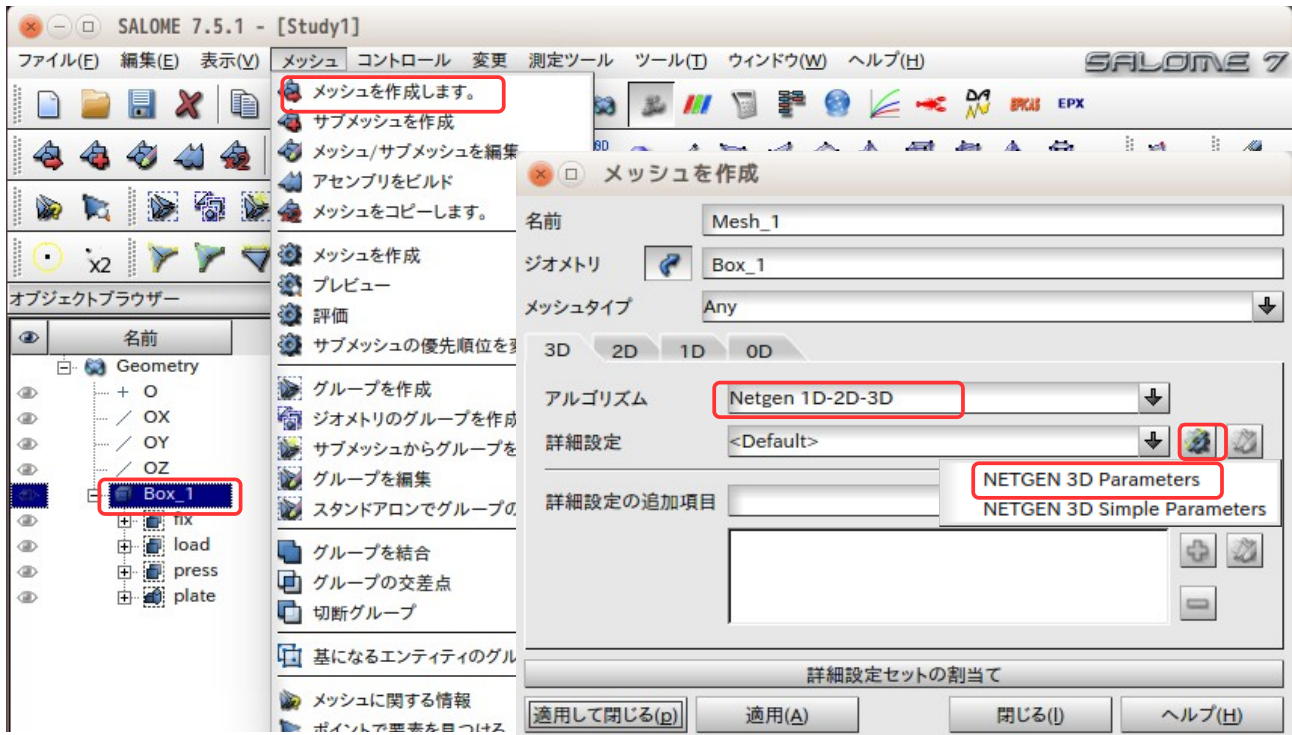 SALOME 7.5.1 - [Study1]
ファイル(F) 編集(E) 表示(V) メッシュ コントロール 変更 測定ツール ツール(T) ウィンドウ(W) ヘルプ(H)
SALOME 7
メッシュを作成します。
サブメッシュを作成
メッシュ/サブメッシュを編集
アセンブリをビルド
メッシュをコピーします。
メッシュを作成
プレビュー
評価
サブメッシュの優先順位を
グループを作成
ジオメトリのグループを作成
サブメッシュからグループを
グループを編集
スタンドアロンでグループの
グループを結合
グループの交差点
切断グループ
基になるエンティティのグル
メッシュに関する情報
ポイントで要素を見つける
EPX
x2
オブジェクトブラウザー
名前
Geometry
O
OX
OY
OZ
Box_1
fix
load
press
plate
メッシュを作成
名前 Mesh_1
ジオメトリ Box_1
メッシュタイプ Any
3D 2D 1D 0D
アルゴリズム Netgen 1D-2D-3D
詳細設定 <Default>
NETGEN 3D Parameters
NETGEN 3D Simple Parameters
詳細設定の追加項目
詳細設定セットの割当て
適用して閉じる(p) 適用(A) 閉じる(l) ヘルプ(H)